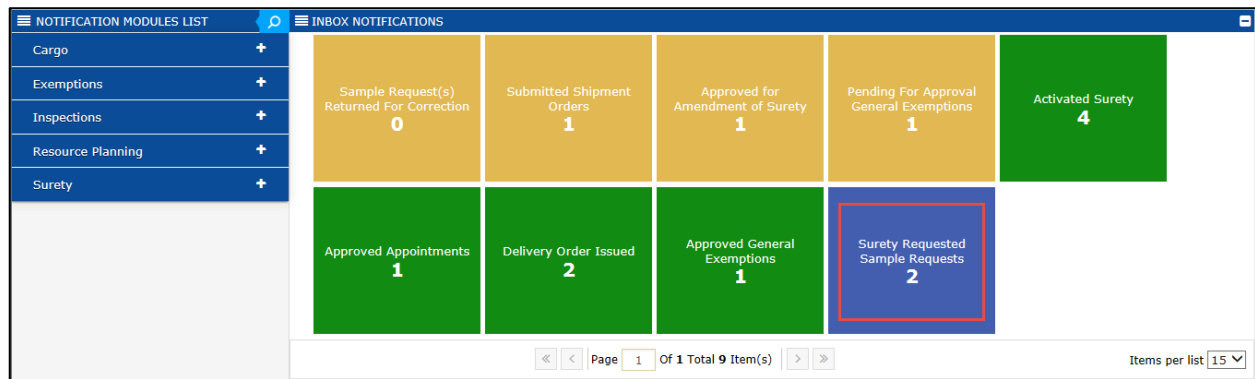 NOTIFICATION MODULES LIST
Cargo
Exemptions
Inspections
Resource Planning
Surety
INBOX NOTIFICATIONS
Sample Request(s)
Returned For Correction
0
Submitted Shipment
Orders
1
Approved for
Amendment of Surety
1
Pending For Approval
General Exemptions
1
Activated Surety
4
Approved Appointments
1
Delivery Order Issued
2
Approved General
Exemptions
1
Surety Requested
Sample Requests
2
Page 1 Of 1 Total 9 Item(s)
Items per list 15